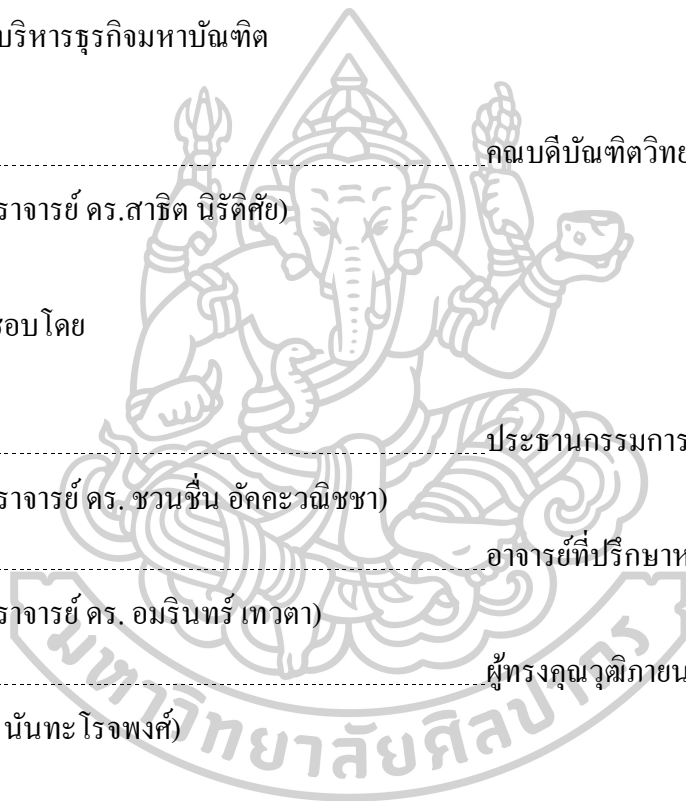 บริหารธุรกิจมหาบัณฑิต
คณบดีบัณฑิตวิทย
ราจารย์ ดร.สาธิต นิรัติศัย)
สอบโดย
ประธานกรรมการ
ราจารย์ ดร. ชวนชื่น อัคคะวณิชชา)
อาจารย์ที่ปรึกษาห
ราจารย์ ดร. อมรินทร์ เทวตา)
ผู้ทรงคุณวุฒิภายน
นันทะโรจพงศ์)
มหาวิทยาลัยศิลปากร